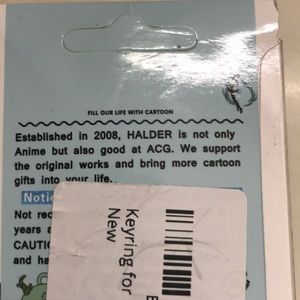 FILL OUR LIFE WITH CARTOON
Established in 2008, HALDER is not only
Anime but also good at ACG. We support
the original works and bring more cartoon
gifts into your life.
Notic
Not rec
years a
CAUTI
and ha
Keyring for
New